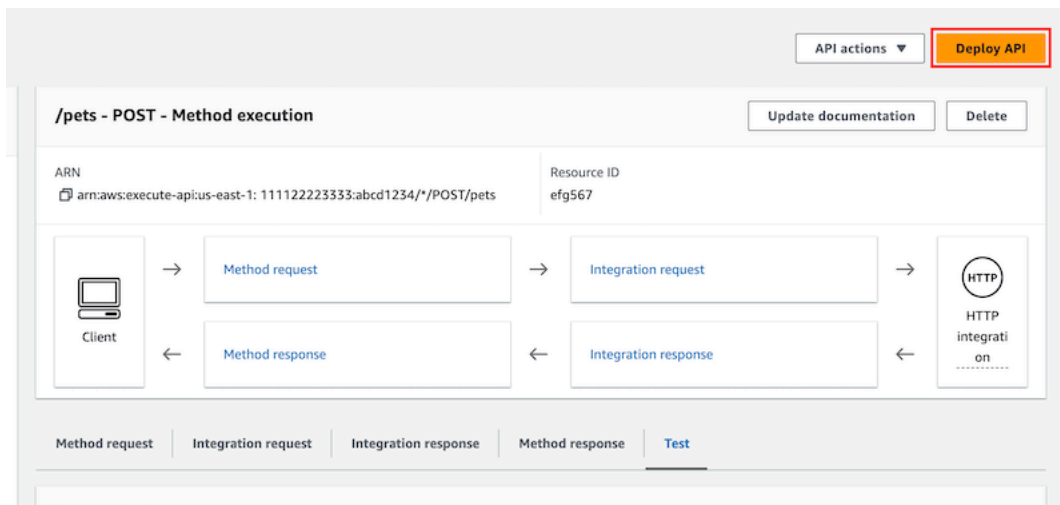 API actions ▼
Deploy API
/pets - POST - Method execution
Update documentation
Delete
ARN
Resource ID
arn:aws:execute-api:us-east-1: 111122223333:abcd1234/*/POST/pets
efg567
Method request
Integration request
HTTP
Client
HTTP
integrati
on
Method response
Integration response
Method request
Integration request
Integration response
Method response
Test